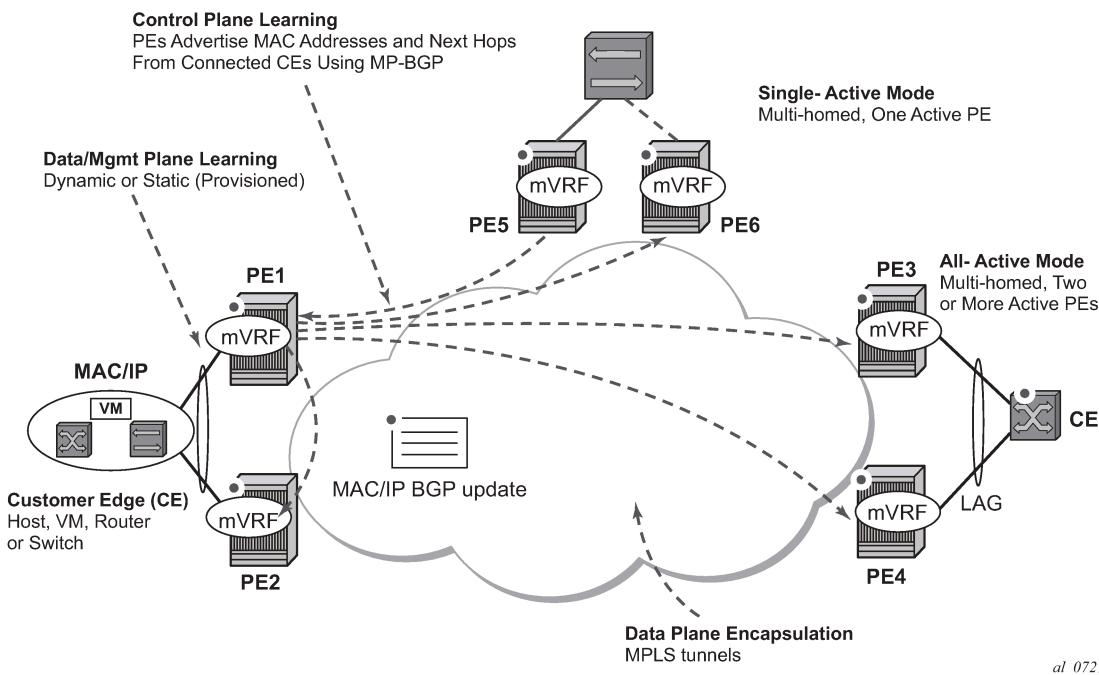 Control Plane Learning
PEs Advertise MAC Addresses and Next Hops
From Connected CEs Using MP-BGP
Single- Active Mode
Multi-homed, One Active PE
Data/Mgmt Plane Learning
Dynamic or Static (Provisioned)
mVRF
mVRF
PE5
PE6
PE1
PE3
All- Active Mode
Multi-homed, Two
or More Active PEs
mVRF
mVRF
MAC/IP
VM
CE
MAC/IP BGP update
Customer Edge (CE)
Host, VM, Router
or Switch
mVRF
PE2
LAG
mVRF
PE4
Data Plane Encapsulation
MPLS tunnels
al_072